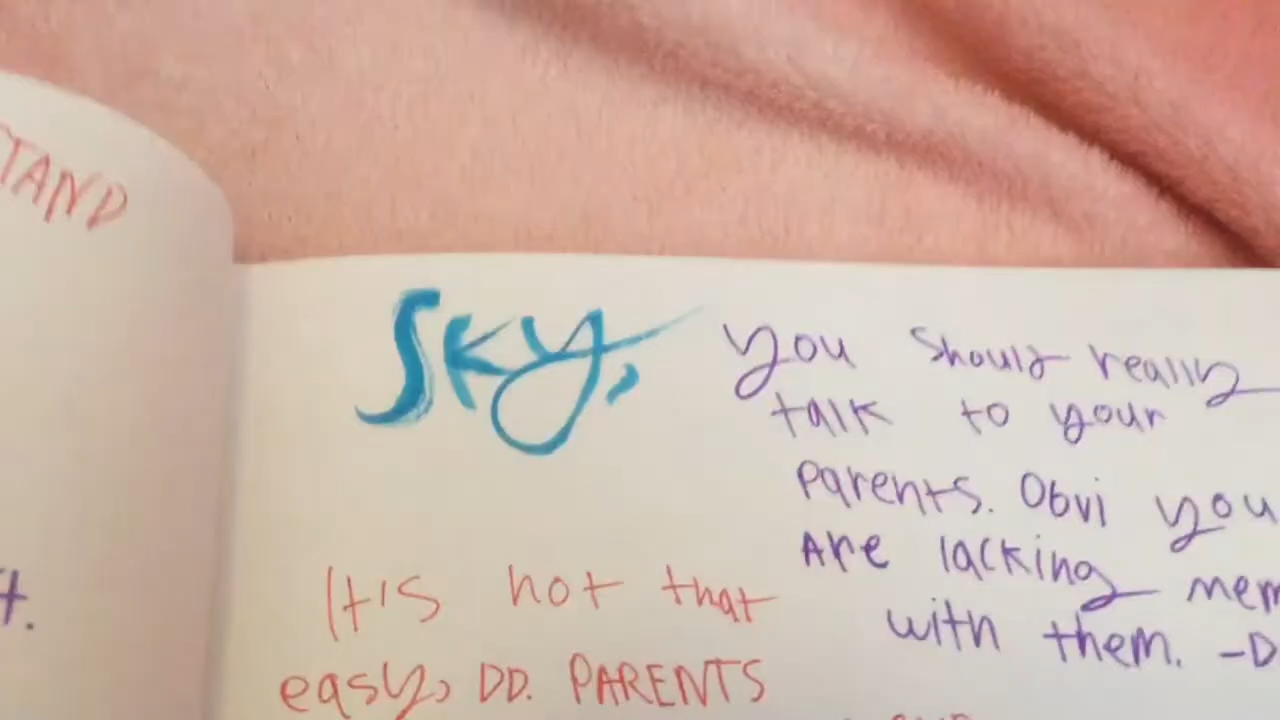 TAND
t.
Sky,
you should really
talk to your
parents. Obvi you
Are lacking mem
with them. -D
It's not that
easy, DD. PARENTS